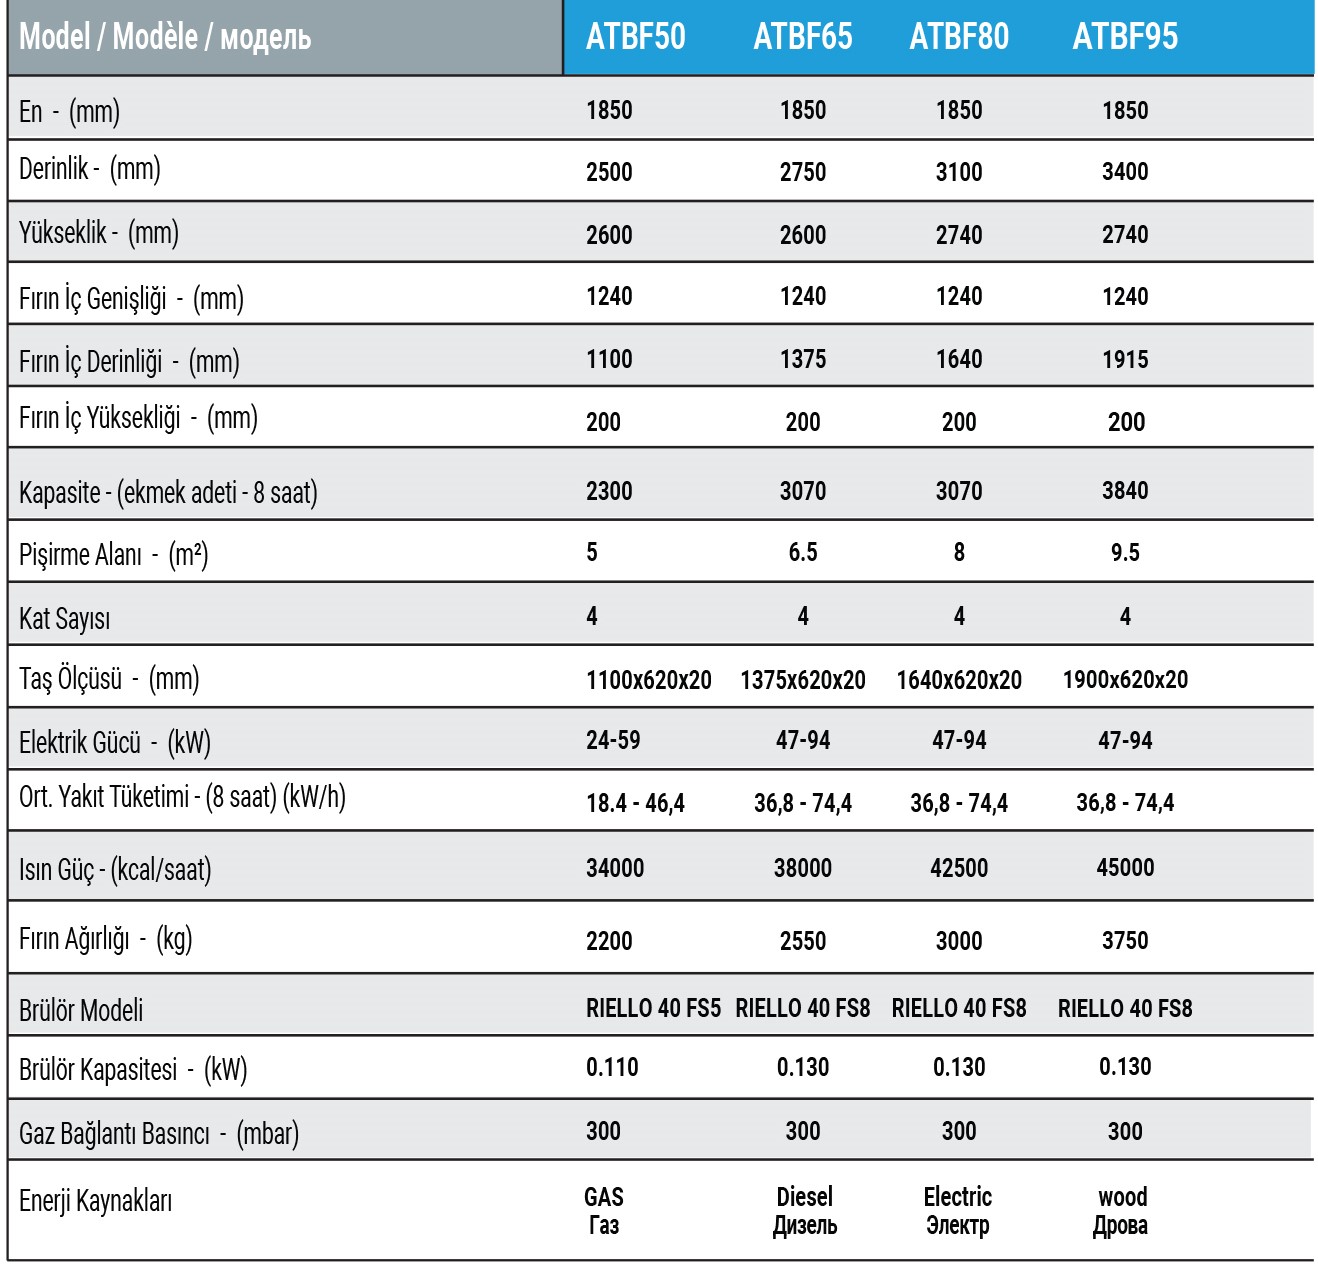 Model / Modèle / модель ATBF50 ATBF65 ATBF80 ATBF95
En - (mm) 1850 1850 1850 1850
Derinlik - (mm) 2500 2750 3100 3400
Yükseklik - (mm) 2600 2600 2740 2740
Fırın İç Genişliği - (mm) 1240 1240 1240 1240
Fırın İç Derinliği - (mm) 1100 1375 1640 1915
Fırın İç Yüksekliği - (mm) 200 200 200 200
Kapasite - (ekmek adeti - 8 saat) 2300 3070 3070 3840
Pişirme Alanı - (m²) 5 6.5 8 9.5
Kat Sayısı 4 4 4 4
Taş Ölçüsü - (mm) 1100x620x20 1375x620x20 1640x620x20 1900x620x20
Elektrik Gücü - (kW) 24-59 47-94 47-94 47-94
Ort. Yakıt Tüketimi - (8 saat) (kW/h) 18.4 - 46,4 36,8 - 74,4 36,8 - 74,4 36,8 - 74,4
Isın Güç - (kcal/saat) 34000 38000 42500 45000
Fırın Ağırlığı - (kg) 2200 2550 3000 3750
Brülör Modeli RIELLO 40 FS5 RIELLO 40 FS8 RIELLO 40 FS8 RIELLO 40 FS8
Brülör Kapasitesi - (kW) 0.110 0.130 0.130 0.130
Gaz Bağlantı Basıncı - (mbar) 300 300 300 300
Enerji Kaynakları GAS Diesel Electric wood
Газ Дизель Электр Дрова